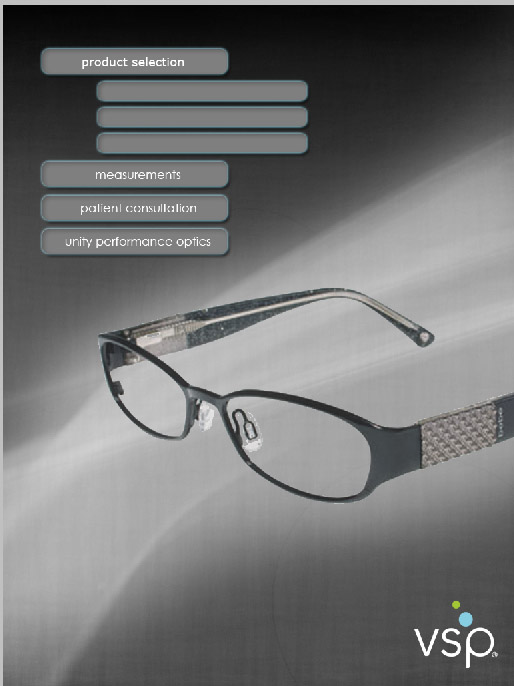 product selection
measurements
patient consultation
unity performance optics
vsp®